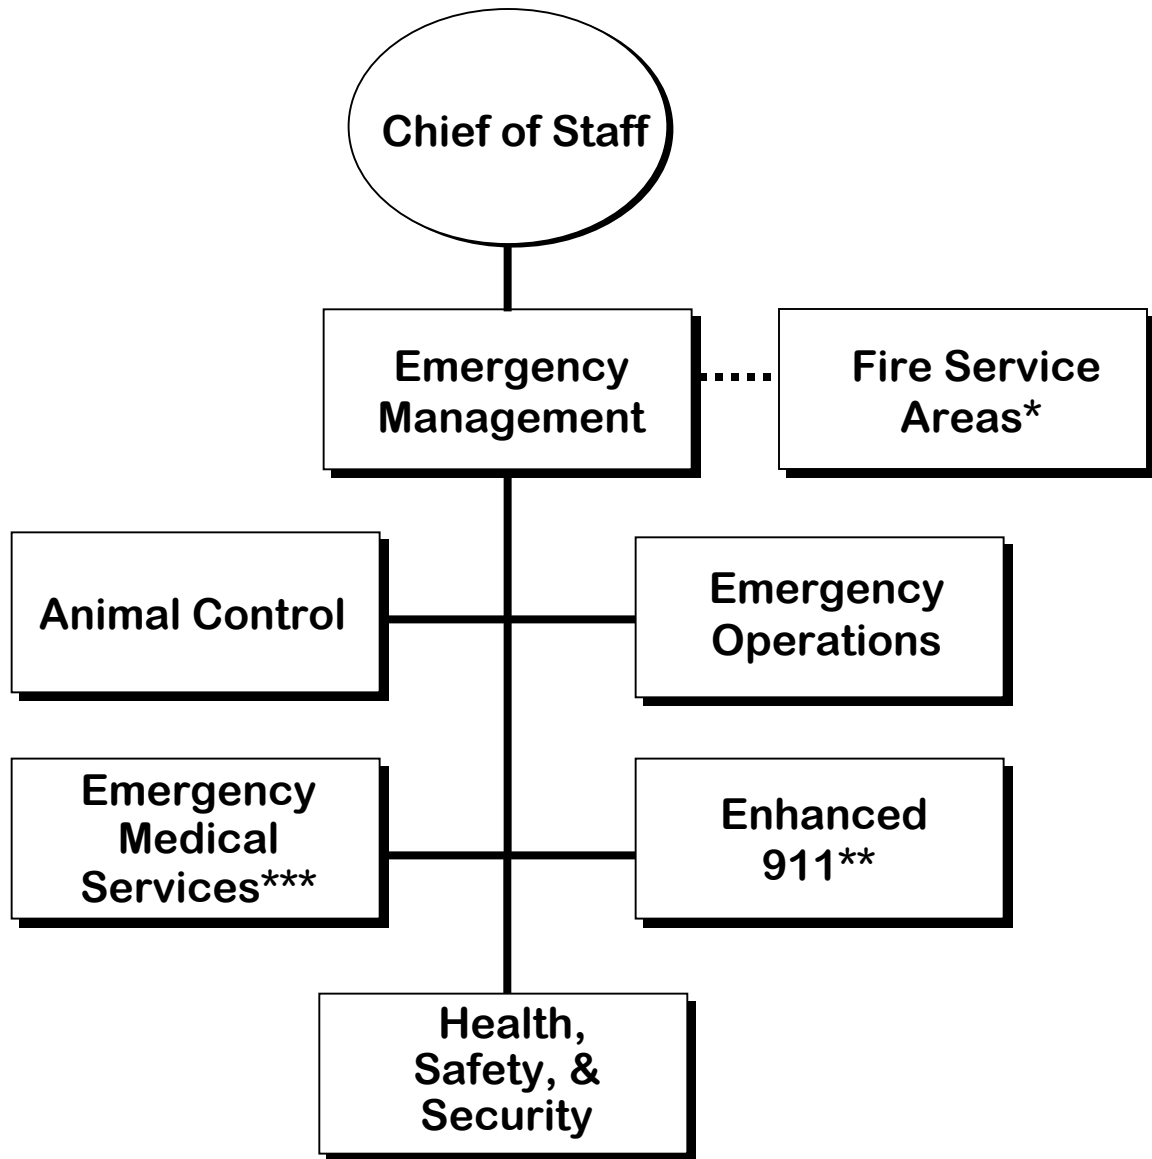 Chief of Staff
Emergency
Management
Fire Service
Areas*
Animal Control
Emergency
Operations
Emergency
Medical
Services***
Enhanced
911**
Health,
Safety, &
Security